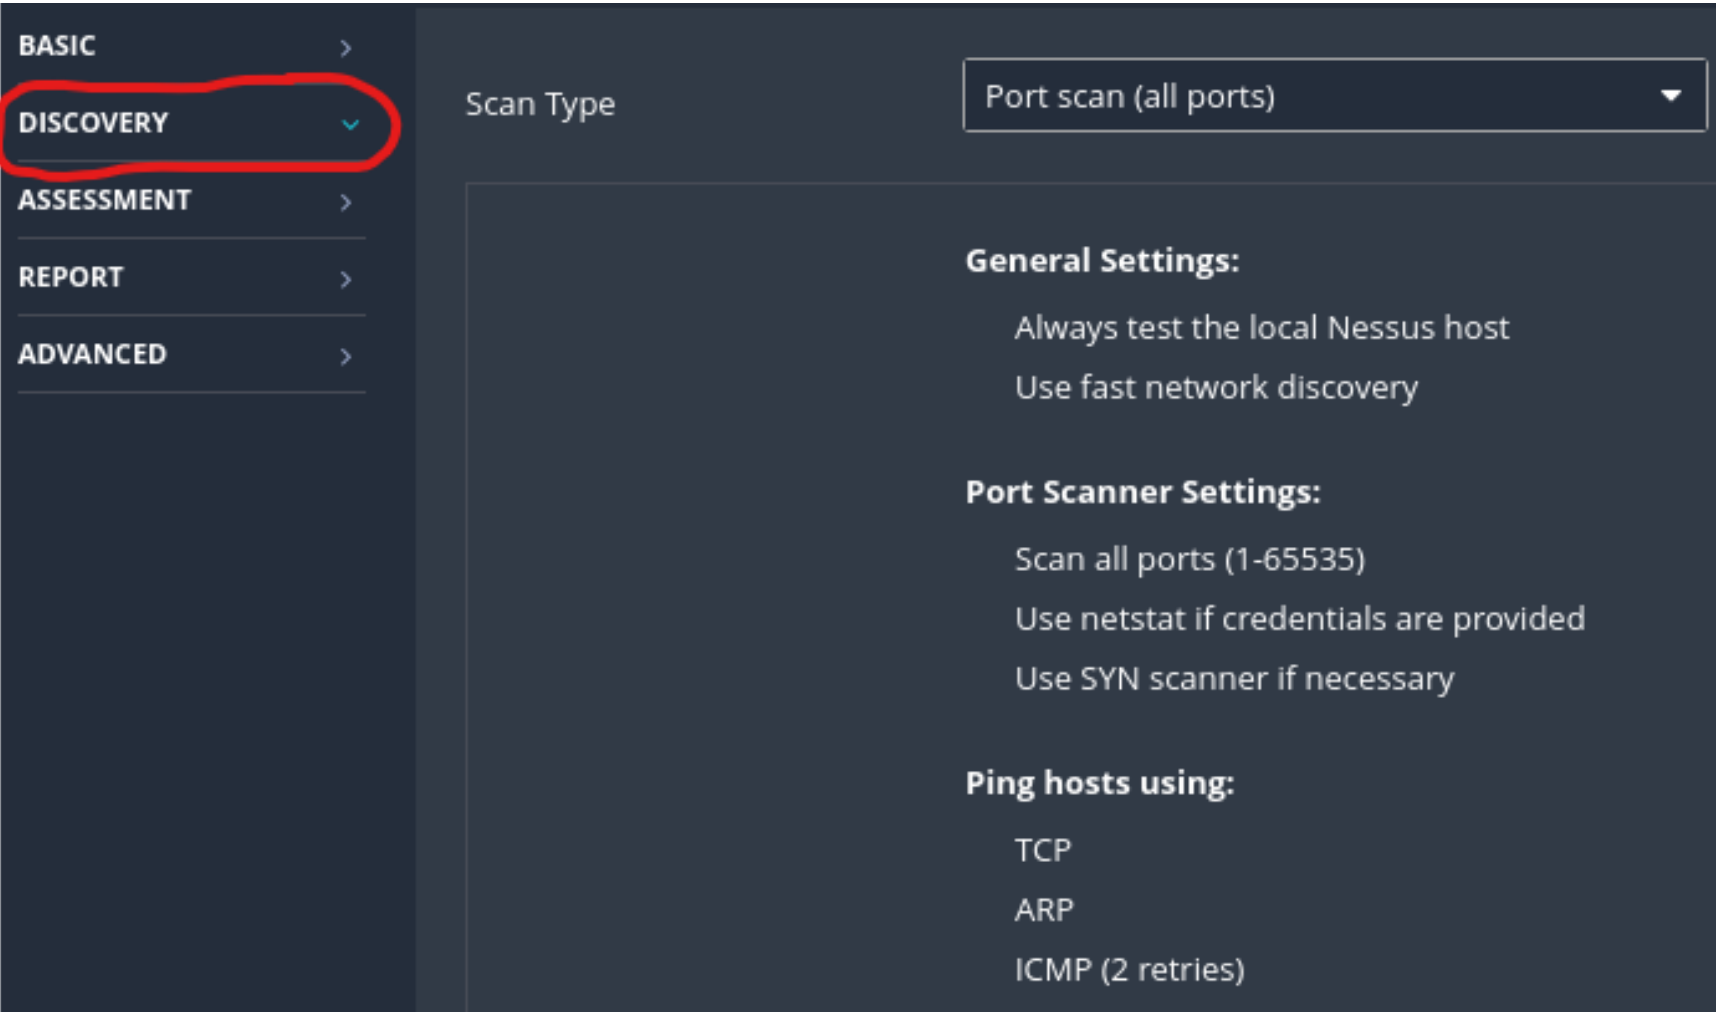 BASIC
DISCOVERY
ASSESSMENT
REPORT
ADVANCED
Scan Type
Port scan (all ports)
General Settings:
Always test the local Nessus host
Use fast network discovery
Port Scanner Settings:
Scan all ports (1-65535)
Use netstat if credentials are provided
Use SYN scanner if necessary
Ping hosts using:
TCP
ARP
ICMP (2 retries)